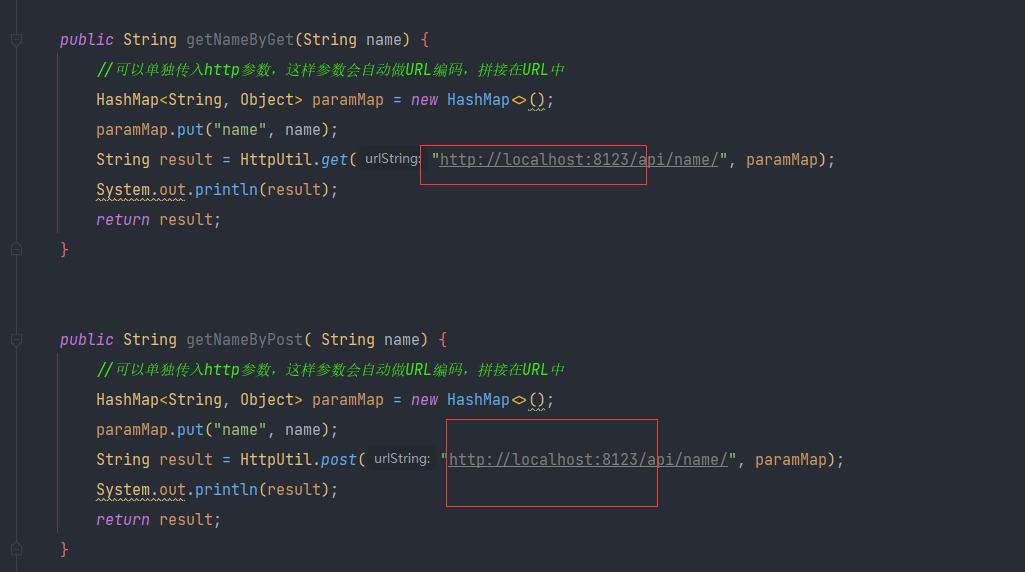 public String getNameByGet(String name) {
//可以单独传入http参数，这样参数会自动做URL编码，拼接在URL中
HashMap<String, Object> paramMap = new HashMap<>();
paramMap.put("name", name);
String result = HttpUtil.get( urlString: "http://localhost:8123/api/name/", paramMap);
System.out.println(result);
return result;
}
public String getNameByPost( String name) {
//可以单独传入http参数，这样参数会自动做URL编码，拼接在URL中
HashMap<String, Object> paramMap = new HashMap<>();
paramMap.put("name", name);
String result = HttpUtil.post( urlString: "http://localhost:8123/api/name/", paramMap);
System.out.println(result);
return result;
}